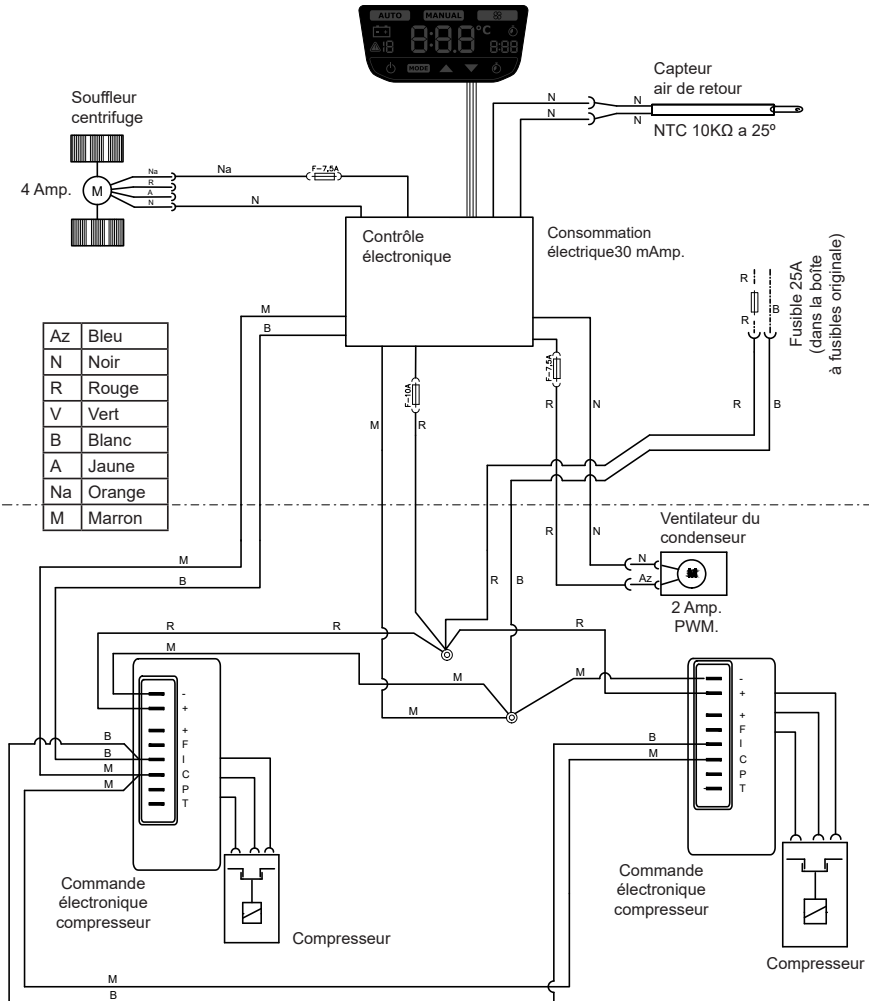 AUTO MANUAL
8:8.8 °C
18 8:88
MODE
Capteur
air de retour
N
N
N
N
NTC 10KΩ a 25º
Souffleur
centrifuge
4 Amp.
M
Na
R
A
N
Na
F-7,5A
N
Contrôle
électronique
Consommation
électrique30 mAmp.
R
R
B
Fusible 25A
(dans la boîte
à fusibles originale)
M
B
Az Bleu
N Noir
R Rouge
V Vert
B Blanc
A Jaune
Na Orange
M Marron
F-10A
F-7,5A
M
R
R
N
R
B
Ventilateur du
condenseur
R
N
N
Az
M
2 Amp.
PWM.
M
B
R
B
R
R
R
M
M
M
M
-
+
+
F
I
C
P
T
B
B
M
M
-
+
+
F
I
C
P
T
B
M
Commande
électronique
compresseur
Compresseur
Commande
électronique
compresseur
Compresseur
M
B